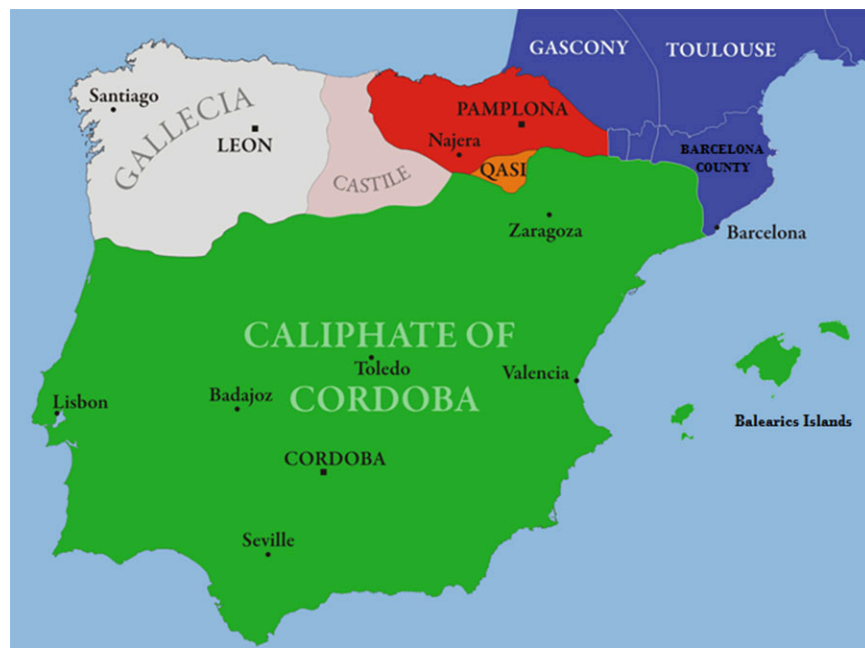 GASCONY
TOULOUSE
Santiago
GALLECIA
LEON
PAMPLONA
Najera
BARCELONA
COUNTY
CASTILE
QASI
Zaragoza
Barcelona
CALIPHATE OF
CORDOBA
Toledo
Valencia
Badajoz
Lisbon
Balearics Islands
CORDOBA
Seville